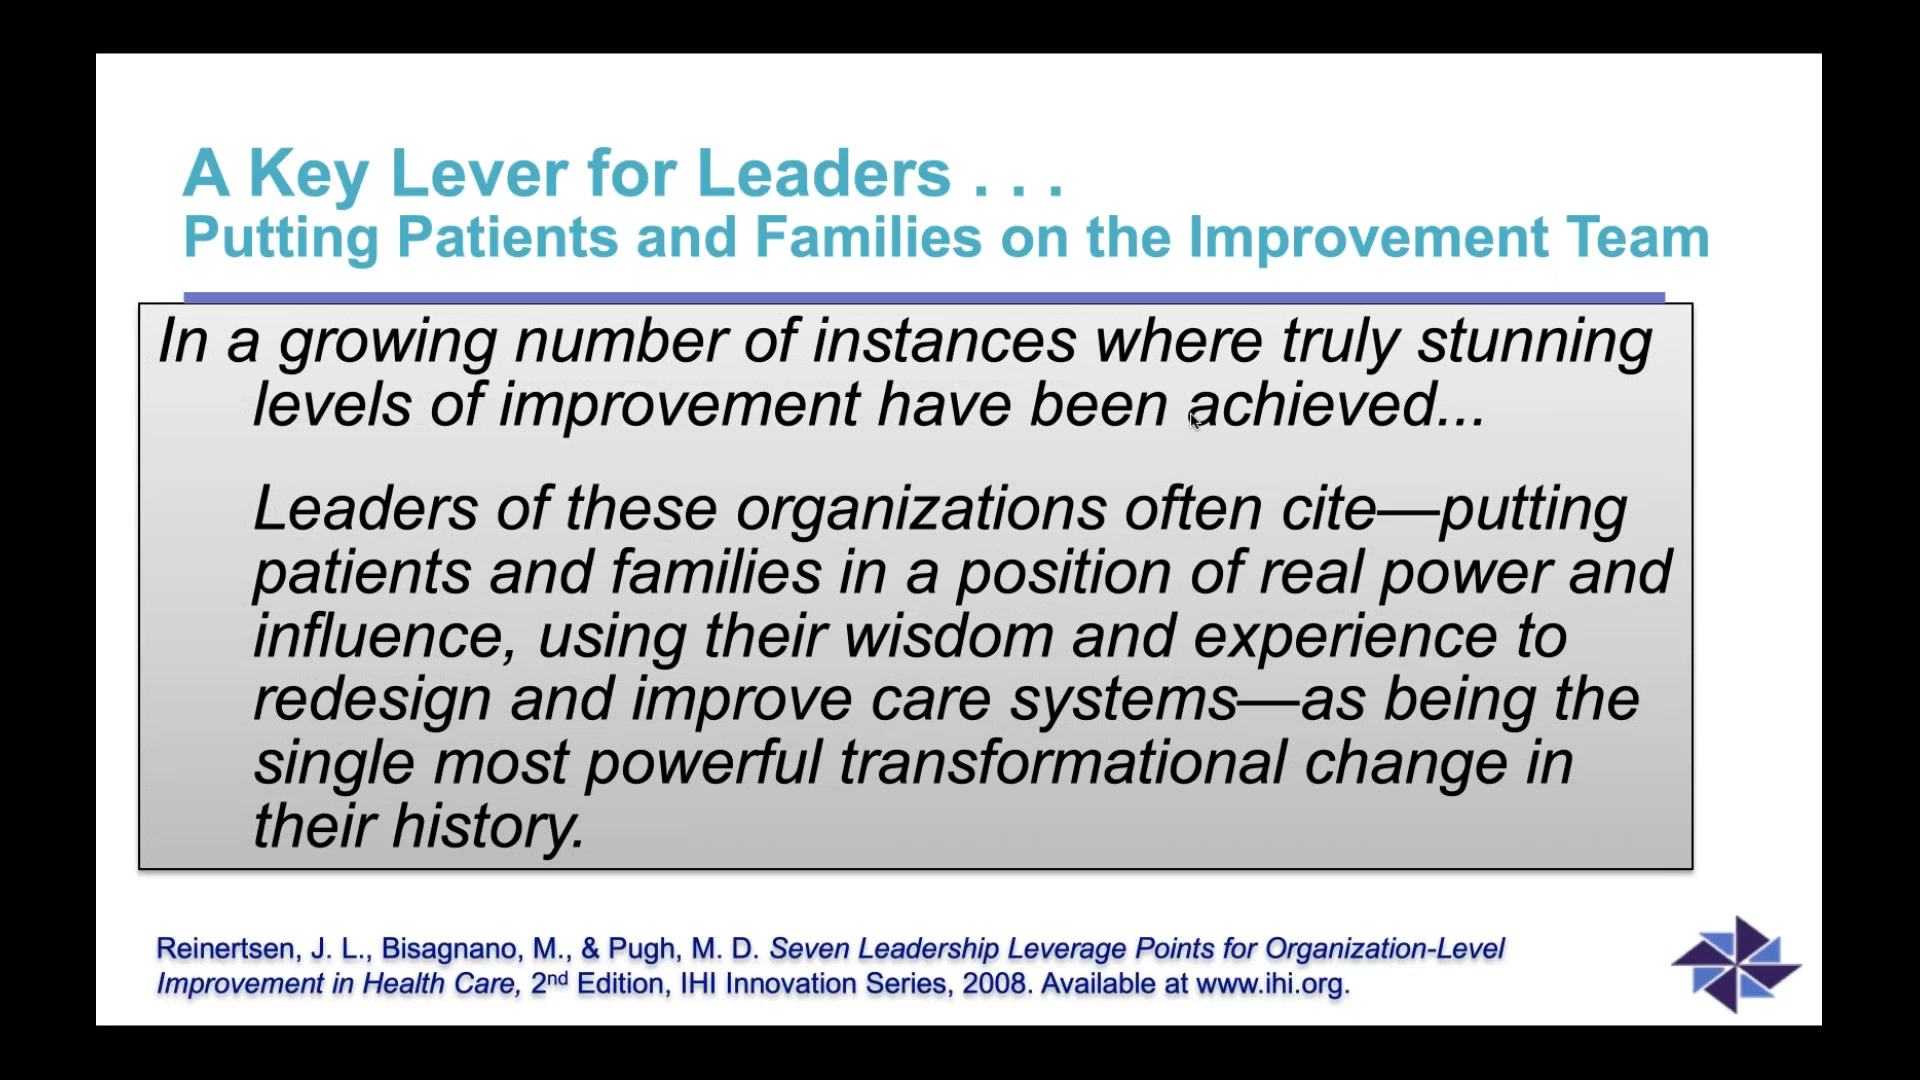 A Key Lever for Leaders . . .
Putting Patients and Families on the Improvement Team
In a growing number of instances where truly stunning
levels of improvement have been achieved...
Leaders of these organizations often cite—putting
patients and families in a position of real power and
influence, using their wisdom and experience to
redesign and improve care systems—as being the
single most powerful transformational change in
their history.
Reinertsen, J. L., Bisagnano, M., & Pugh, M. D. Seven Leadership Leverage Points for Organization-Level
Improvement in Health Care, 2nd Edition, IHI Innovation Series, 2008. Available at www.ihi.org.